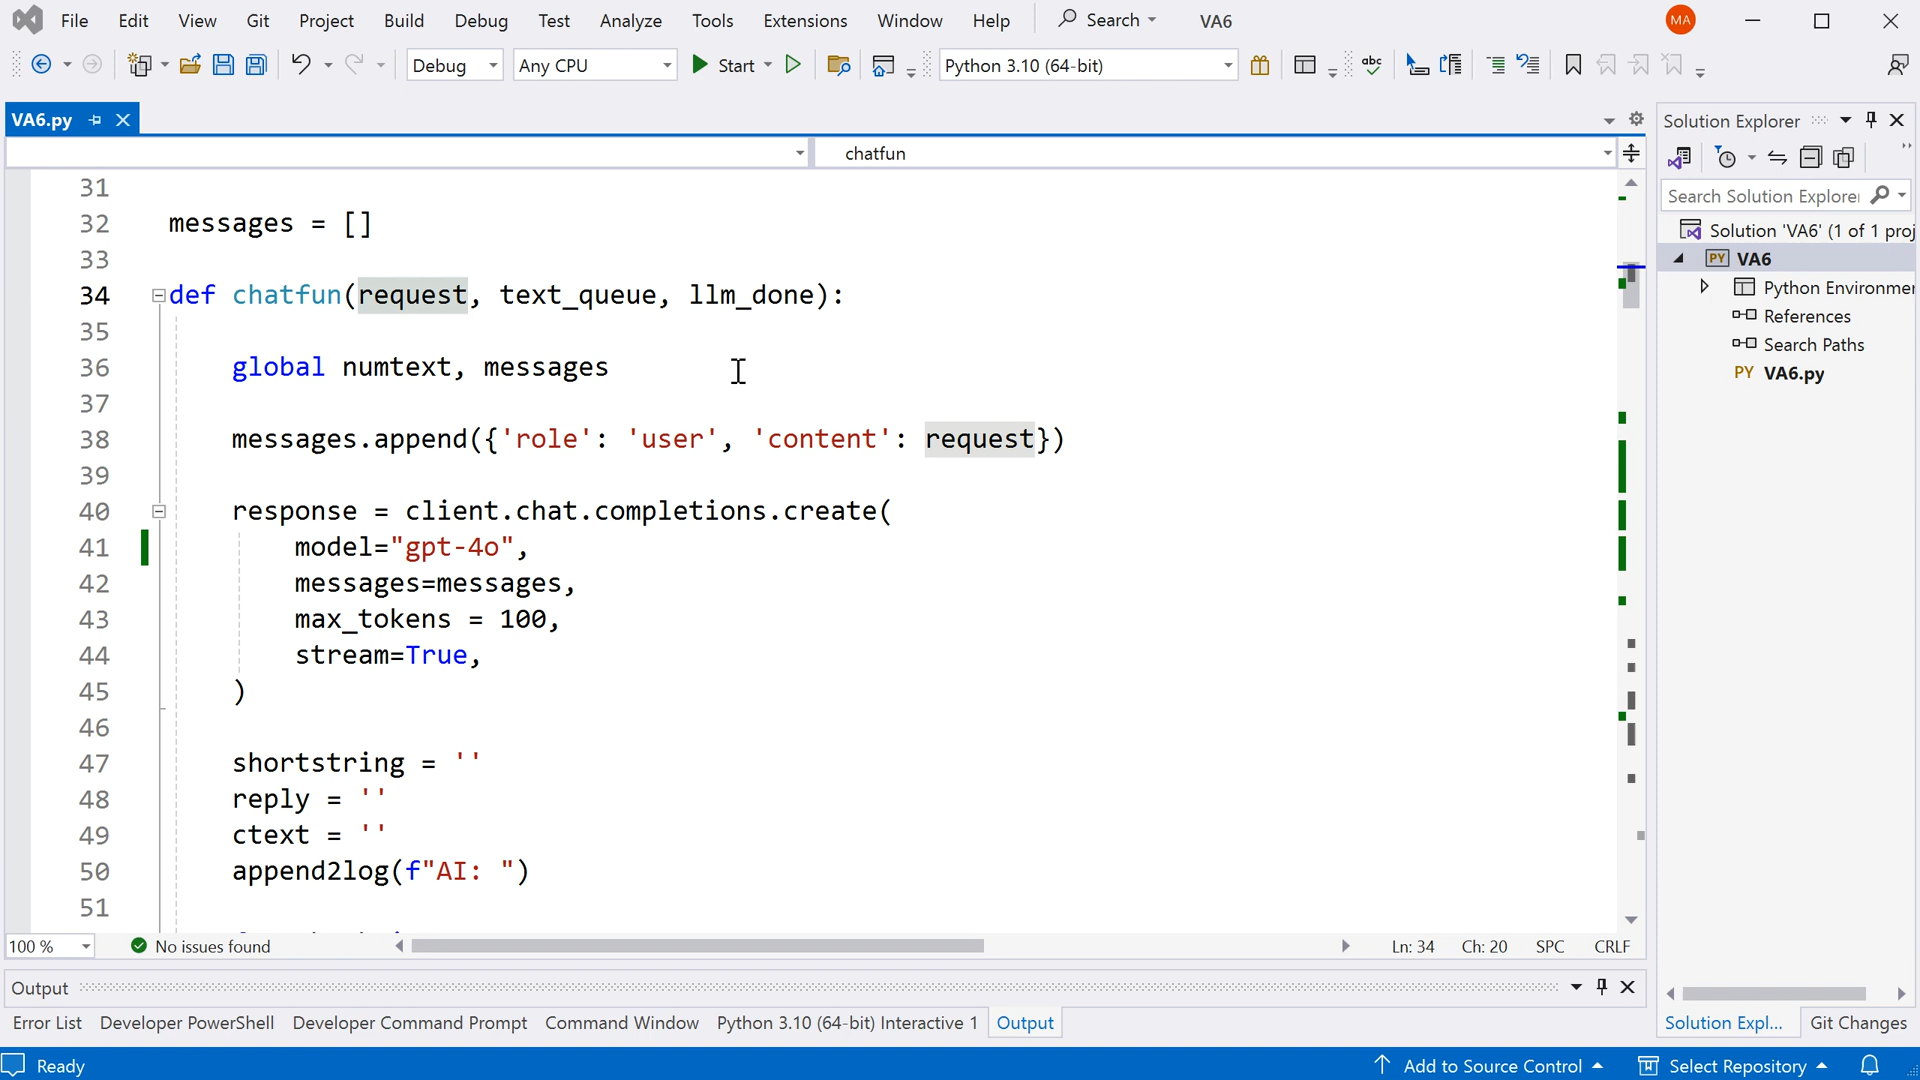 File Edit View Git Project Build Debug Test Analyze Tools Extensions Window Help Search VA6 MA
Debug Any CPU Start Python 3.10 (64-bit) abc
VA6.py
chatfun
31
32 messages = []
33
34 def chatfun(request, text_queue, llm_done):
35
36 global numtext, messages
37
38 messages.append({'role': 'user', 'content': request})
39
40 response = client.chat.completions.create(
41 model="gpt-4o",
42 messages=messages,
43 max_tokens = 100,
44 stream=True,
45 )
46
47 shortstring = ''
48 reply = ''
49 ctext = ''
50 append2log(f"AI: ")
51
100 % No issues found Ln: 34 Ch: 20 SPC CRLF
Output
Error List Developer PowerShell Developer Command Prompt Command Window Python 3.10 (64-bit) Interactive 1 Output
Solution Explorer
Search Solution Explorer
Solution 'VA6' (1 of 1 proj
PY VA6
Python Environmer
References
Search Paths
PY VA6.py
Solution Expl... Git Changes
Ready Add to Source Control Select Repository